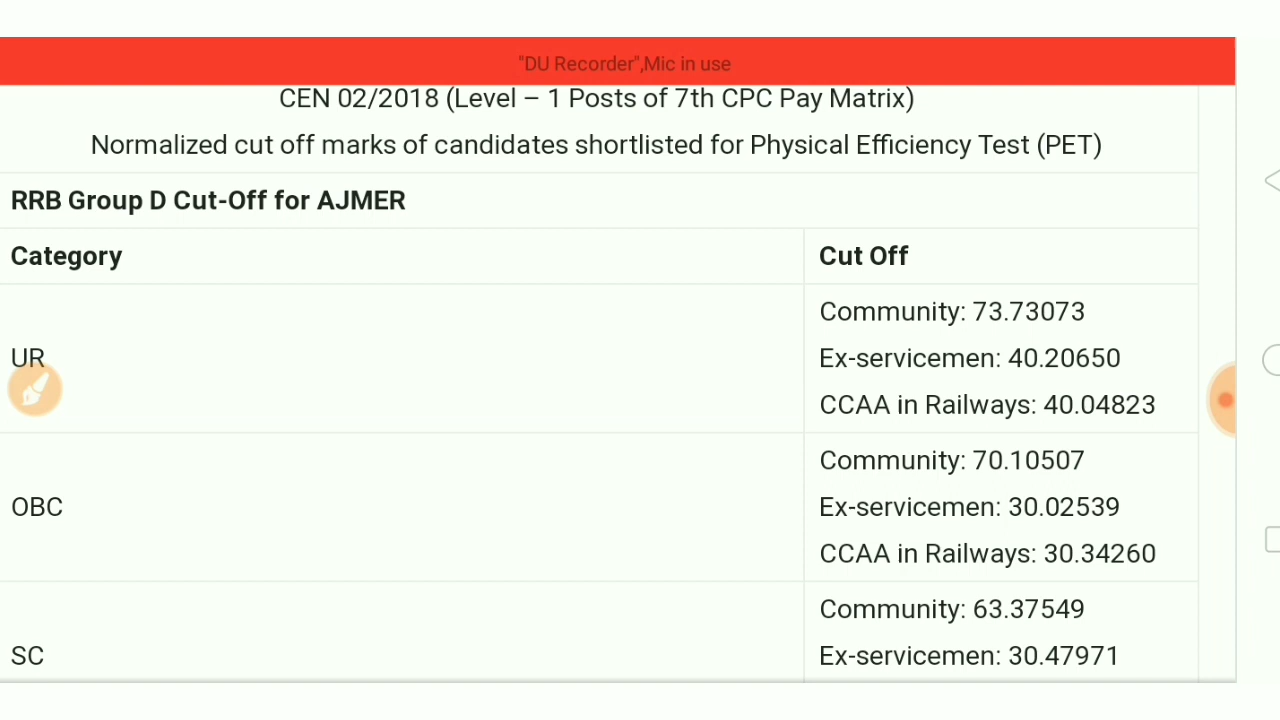 "DU Recorder",Mic in use
CEN 02/2018 (Level – 1 Posts of 7th CPC Pay Matrix)
Normalized cut off marks of candidates shortlisted for Physical Efficiency Test (PET)
RRB Group D Cut-Off for AJMER
Category
Cut Off
UR
Community: 73.73073
Ex-servicemen: 40.20650
CCAA in Railways: 40.04823
OBC
Community: 70.10507
Ex-servicemen: 30.02539
CCAA in Railways: 30.34260
SC
Community: 63.37549
Ex-servicemen: 30.47971